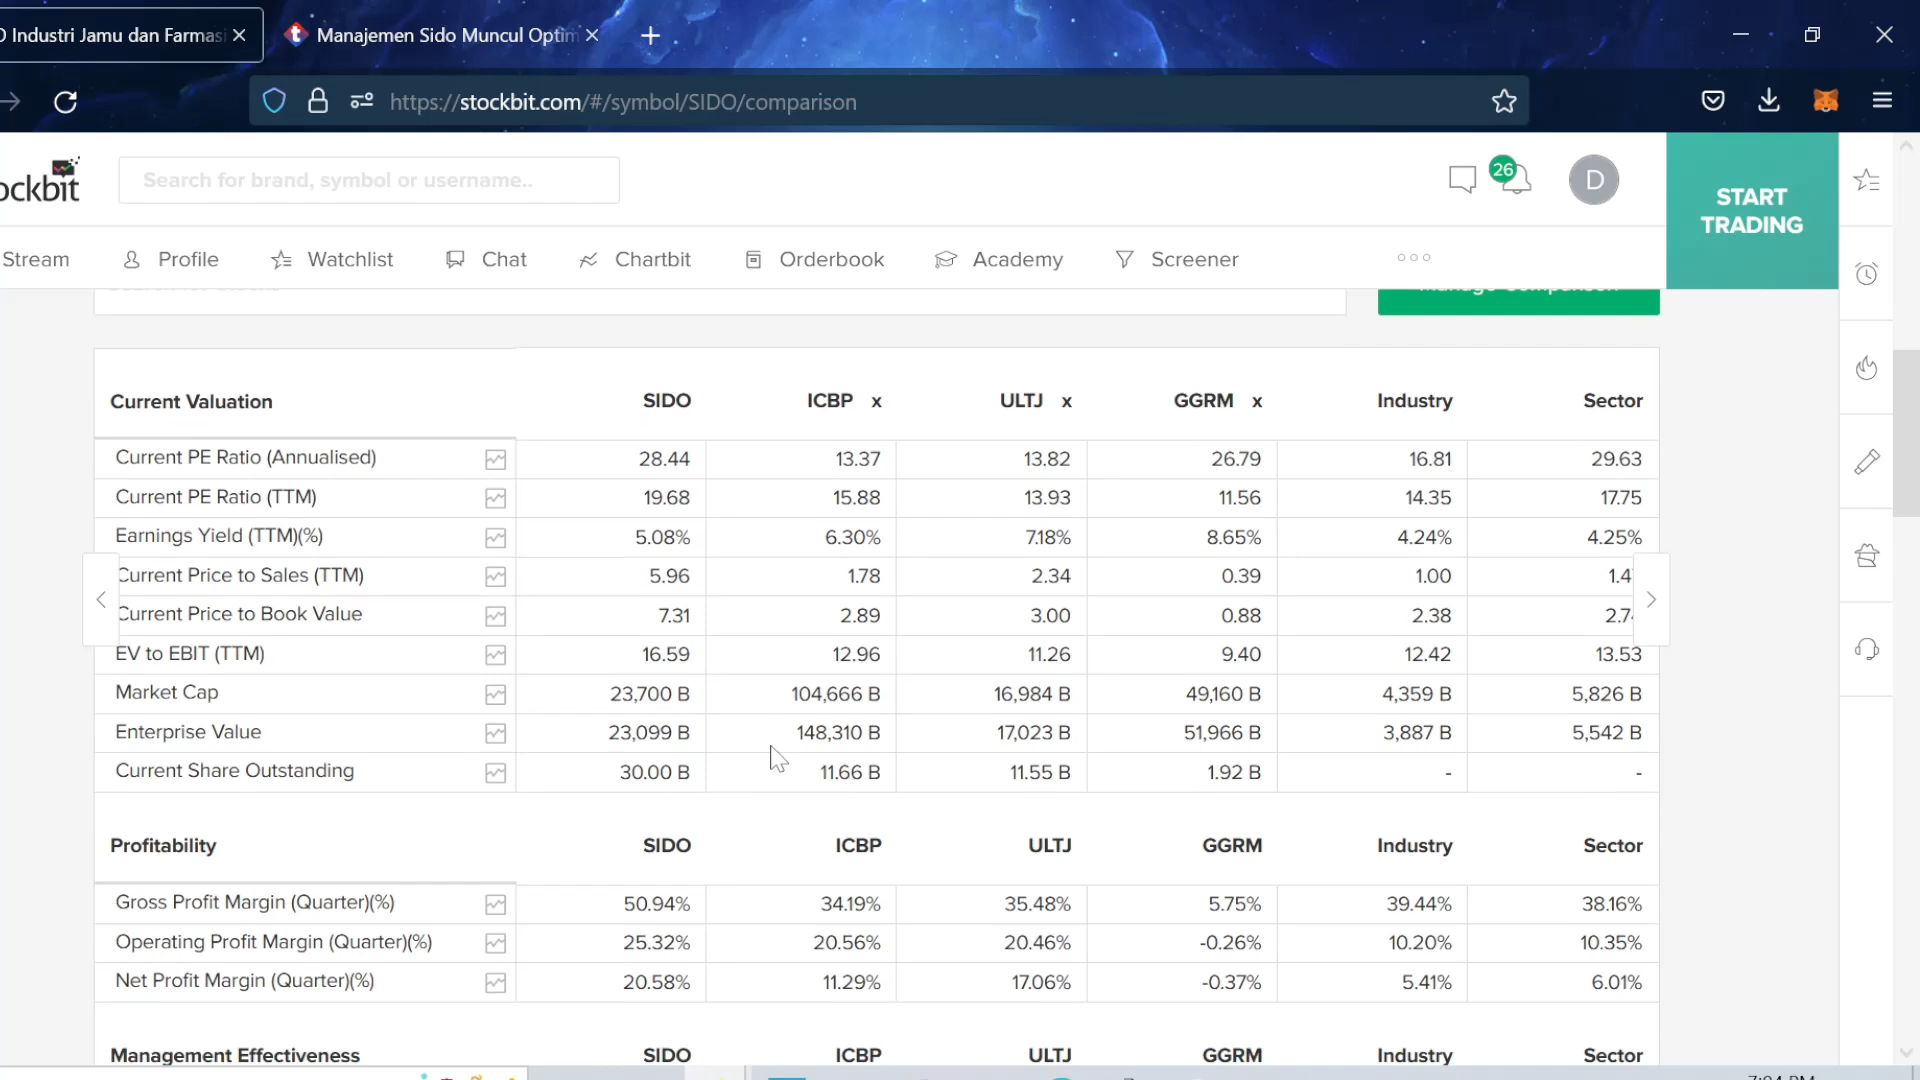 O Industri Jamu dan Farmasi
Manajemen Sido Muncul Optim
https://stockbit.com/#/symbol/SIDO/comparison
ockbit
Search for brand, symbol or username..
26
D
START
TRADING
Stream Profile Watchlist Chat Chartbit Orderbook Academy Screener
Current Valuation SIDO ICBP x ULTJ x GGRM x Industry Sector
Current PE Ratio (Annualised) 28.44 13.37 13.82 26.79 16.81 29.63
Current PE Ratio (TTM) 19.68 15.88 13.93 11.56 14.35 17.75
Earnings Yield (TTM)(%) 5.08% 6.30% 7.18% 8.65% 4.24% 4.25%
Current Price to Sales (TTM) 5.96 1.78 2.34 0.39 1.00 1.4
Current Price to Book Value 7.31 2.89 3.00 0.88 2.38 2.7
EV to EBIT (TTM) 16.59 12.96 11.26 9.40 12.42 13.53
Market Cap 23,700 B 104,666 B 16,984 B 49,160 B 4,359 B 5,826 B
Enterprise Value 23,099 B 148,310 B 17,023 B 51,966 B 3,887 B 5,542 B
Current Share Outstanding 30.00 B 11.66 B 11.55 B 1.92 B - -
Profitability SIDO ICBP ULTJ GGRM Industry Sector
Gross Profit Margin (Quarter)(%) 50.94% 34.19% 35.48% 5.75% 39.44% 38.16%
Operating Profit Margin (Quarter)(%) 25.32% 20.56% 20.46% -0.26% 10.20% 10.35%
Net Profit Margin (Quarter)(%) 20.58% 11.29% 17.06% -0.37% 5.41% 6.01%
Management Effectiveness SIDO ICBP ULTJ GGRM Industry Sector